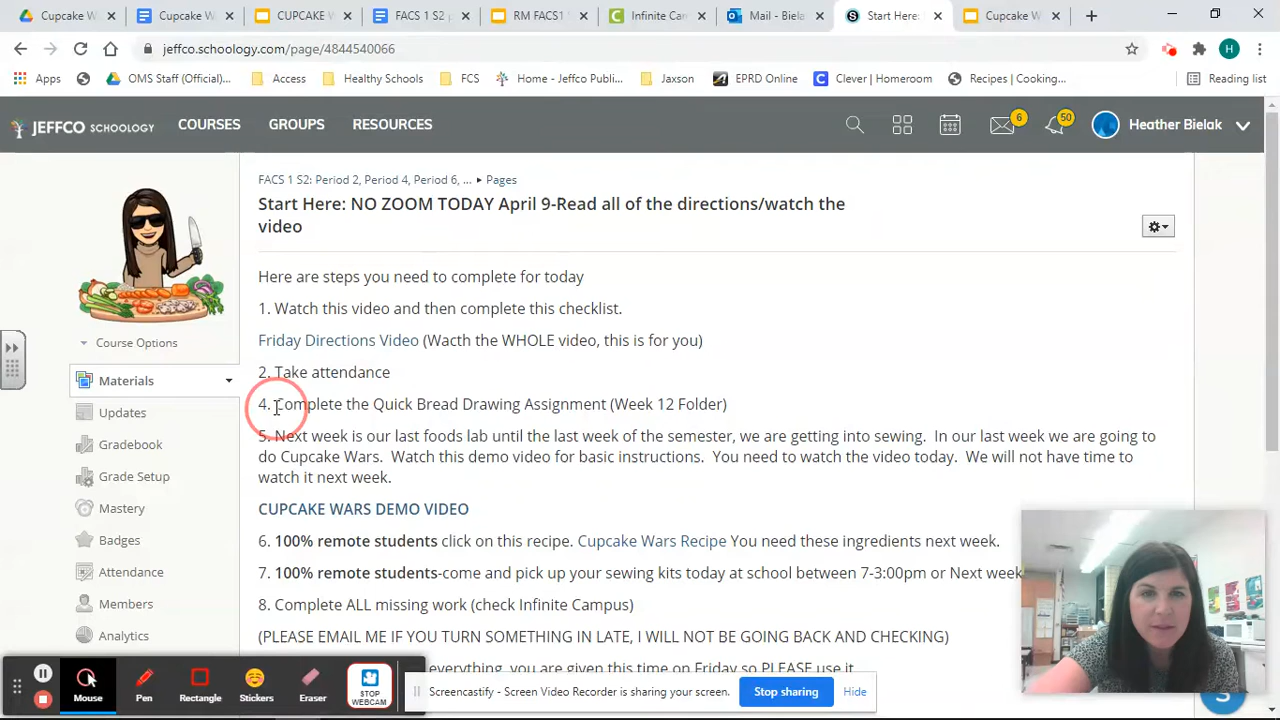 Cupcake W
Cupcake W
CUPCAKE W
FACS 1 S2 p
RM FACS1
Infinite Can
Mail - Biela
Start Here:
Cupcake W
jeffco.schoology.com/page/4844540066
H
Apps
OMS Staff (Official)...
Access
Healthy Schools
FCS
Home - Jeffco Publi...
Jaxson
EPRD Online
Clever | Homeroom
Recipes | Cooking...
Reading list
JEFFCO SCHOOLOGY
COURSES
GROUPS
RESOURCES
6
50
Heather Bielak
FACS 1 S2: Period 2, Period 4, Period 6, ... ▸ Pages
Start Here: NO ZOOM TODAY April 9-Read all of the directions/watch the
video
Here are steps you need to complete for today
1. Watch this video and then complete this checklist.
Friday Directions Video (Wacth the WHOLE video, this is for you)
2. Take attendance
4. Complete the Quick Bread Drawing Assignment (Week 12 Folder)
5. Next week is our last foods lab until the last week of the semester, we are getting into sewing. In our last week we are going to
do Cupcake Wars. Watch this demo video for basic instructions. You need to watch the video today. We will not have time to
watch it next week.
CUPCAKE WARS DEMO VIDEO
6. 100% remote students click on this recipe. Cupcake Wars Recipe You need these ingredients next week.
7. 100% remote students-come and pick up your sewing kits today at school between 7-3:00pm or Next week
8. Complete ALL missing work (check Infinite Campus)
(PLEASE EMAIL ME IF YOU TURN SOMETHING IN LATE, I WILL NOT BE GOING BACK AND CHECKING)
everything, you are given this time on Friday so PLEASE use it
Course Options
Materials
Updates
Gradebook
Grade Setup
Mastery
Badges
Attendance
Members
Analytics
Mouse
Pen
Rectangle
Stickers
Eraser
STOP
WEBCAM
Screencastify - Screen Video Recorder is sharing your screen.
Stop sharing
Hide